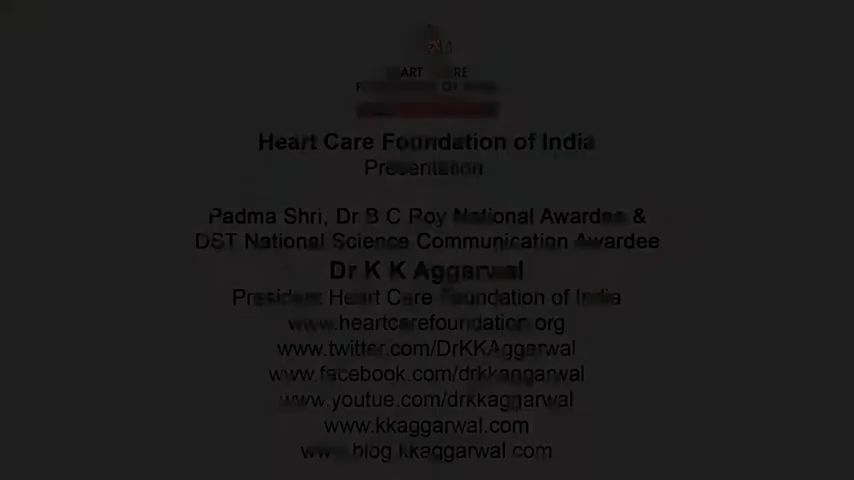 Heart Care Foundation of India
Presentation
Padma Shri, Dr B C Roy National Awardee &
DST National Science Communication Awardee
Dr K K Aggarwal
President Heart Care Foundation of India
www.heartcarefoundation.org
www.twitter.com/DrKKAggarwal
www.facebook.com/drkkaggarwal
www.youtue.com/drkkaggarwal
www.kkaggarwal.com
www.blog.kkaggarwal.com